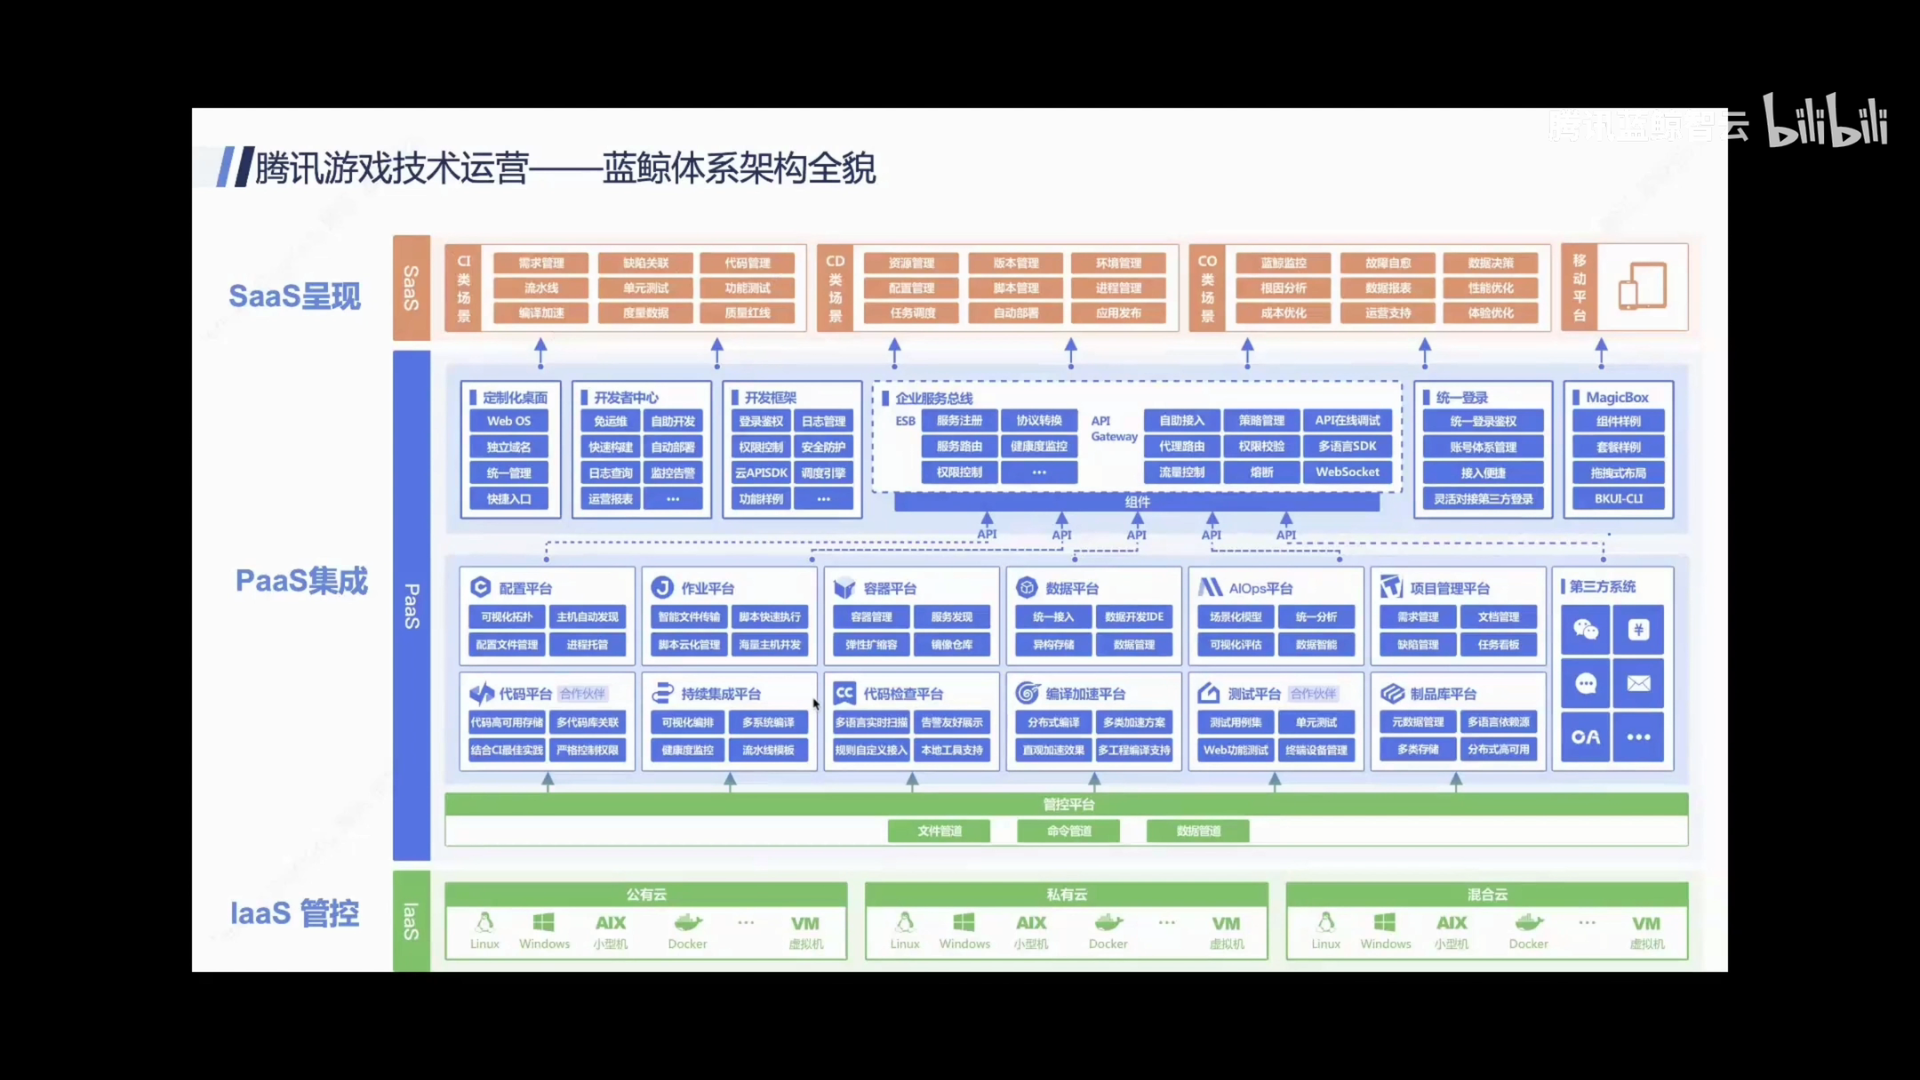 腾讯蓝鲸智云 bilibili
腾讯游戏技术运营——蓝鲸体系架构全貌
SaaS呈现
SaaS
CI类场景
需求管理 缺陷关联 代码管理
流水线 单元测试 功能测试
编译加速 度量数据 质量红线
CD类场景
资源管理 版本管理 环境管理
配置管理 脚本管理 进程管理
任务调度 自动部署 应用发布
CO类场景
蓝鲸监控 故障自愈 数据决策
根因分析 数据报表 性能优化
成本优化 运营支持 体验优化
移动平台
PaaS集成
PaaS
定制化桌面
Web OS
独立域名
统一管理
快捷入口
开发者中心
免运维 自助开发
快速构建 自动部署
日志查询 监控告警
运营报表 ...
开发框架
登录鉴权 日志管理
权限控制 安全防护
云APISDK 调度引擎
功能样例 ...
企业服务总线
ESB
服务注册 协议转换
服务路由 健康度监控
权限控制 ...
API Gateway
自助接入 策略管理 API在线调试
代理路由 权限校验 多语言SDK
流量控制 熔断 WebSocket
组件
统一登录
统一登录鉴权
账号体系管理
接入便捷
灵活对接第三方登录
MagicBox
组件样例
套餐样例
拖拽式布局
BKUI-CLI
API API API API API
配置平台
可视化拓扑 主机自动发现
配置文件管理 进程托管
作业平台
智能文件传输 脚本快速执行
脚本云化管理 海量主机并发
容器平台
容器管理 服务发现
弹性扩缩容 镜像仓库
数据平台
统一接入 数据开发IDE
异构存储 数据管理
AIOps平台
场景化模型 统一分析
可视化评估 数据智能
项目管理平台
需求管理 文档管理
缺陷管理 任务看板
第三方系统
OA ...
代码平台 合作伙伴
代码高可用存储 多代码库关联
结合CI最佳实践 严格控制权限
持续集成平台
可视化编排 多系统编译
健康度监控 流水线模板
CC 代码检查平台
多语言实时扫描 告警友好展示
规则自定义接入 本地工具支持
编译加速平台
分布式编译 多类加速方案
直观加速效果 多工程编译支持
测试平台 合作伙伴
测试用例集 单元测试
Web功能测试 终端设备管理
制品库平台
元数据管理 多语言依赖源
多类存储 分布式高可用
管控平台
文件管道 命令管道 数据管道
IaaS 管控
IaaS
公有云
AIX ... VM
Linux Windows 小型机 Docker 虚拟机
私有云
AIX ... VM
Linux Windows 小型机 Docker 虚拟机
混合云
AIX ... VM
Linux Windows 小型机 Docker 虚拟机